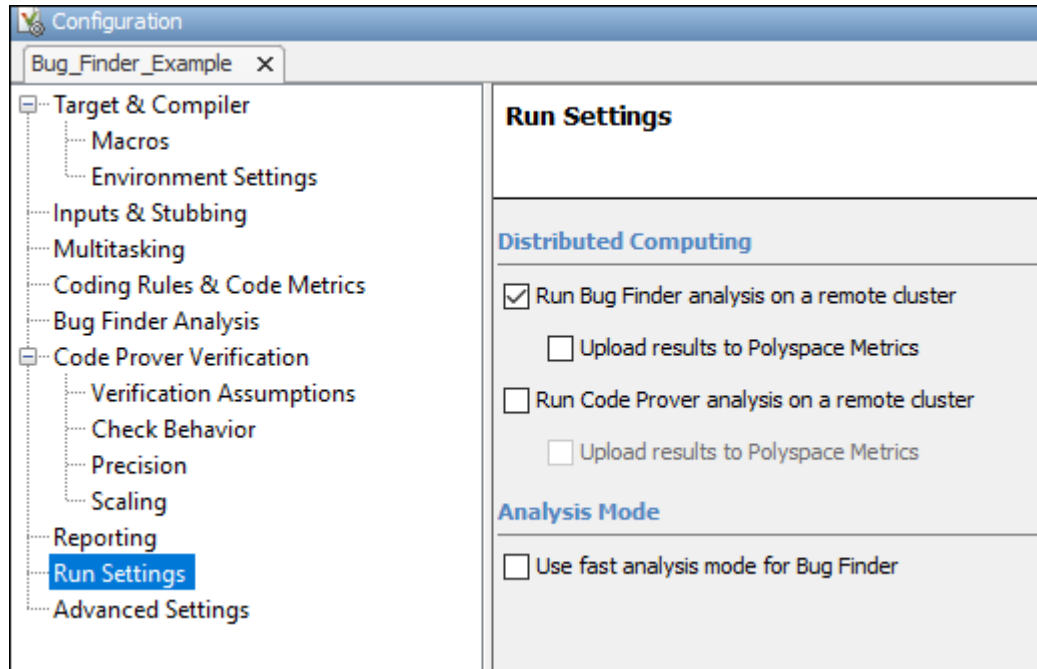 Configuration
Bug_Finder_Example
Target & Compiler
Macros
Environment Settings
Inputs & Stubbing
Multitasking
Coding Rules & Code Metrics
Bug Finder Analysis
Code Prover Verification
Verification Assumptions
Check Behavior
Precision
Scaling
Reporting
Run Settings
Advanced Settings
Run Settings
Distributed Computing
Run Bug Finder analysis on a remote cluster
Upload results to Polyspace Metrics
Run Code Prover analysis on a remote cluster
Upload results to Polyspace Metrics
Analysis Mode
Use fast analysis mode for Bug Finder